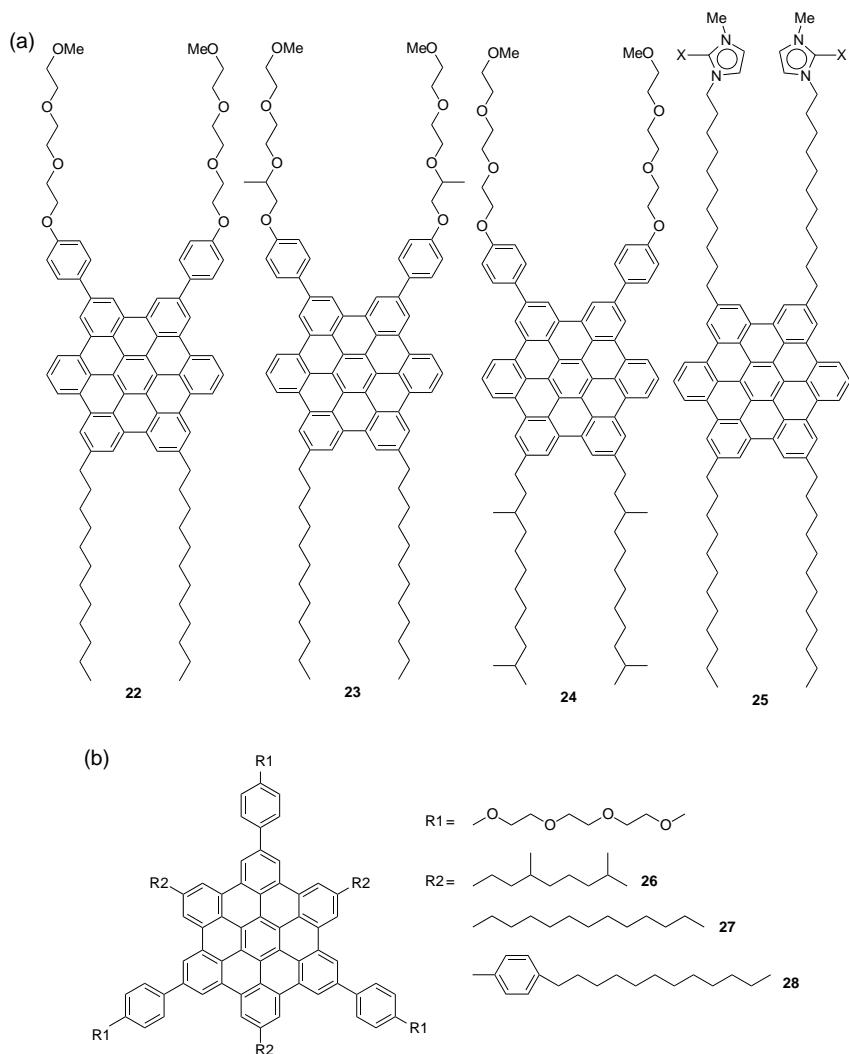 (a)
Me Me
N N
X X
N N
OMe MeO OMe MeO OMe MeO
O O O O O O
O O O O O O
O O O O O O
22 23 24 25
(b)
R1
R2 R2
R1 R1
R2
R1 = O O O O
R2 = 26
27
28